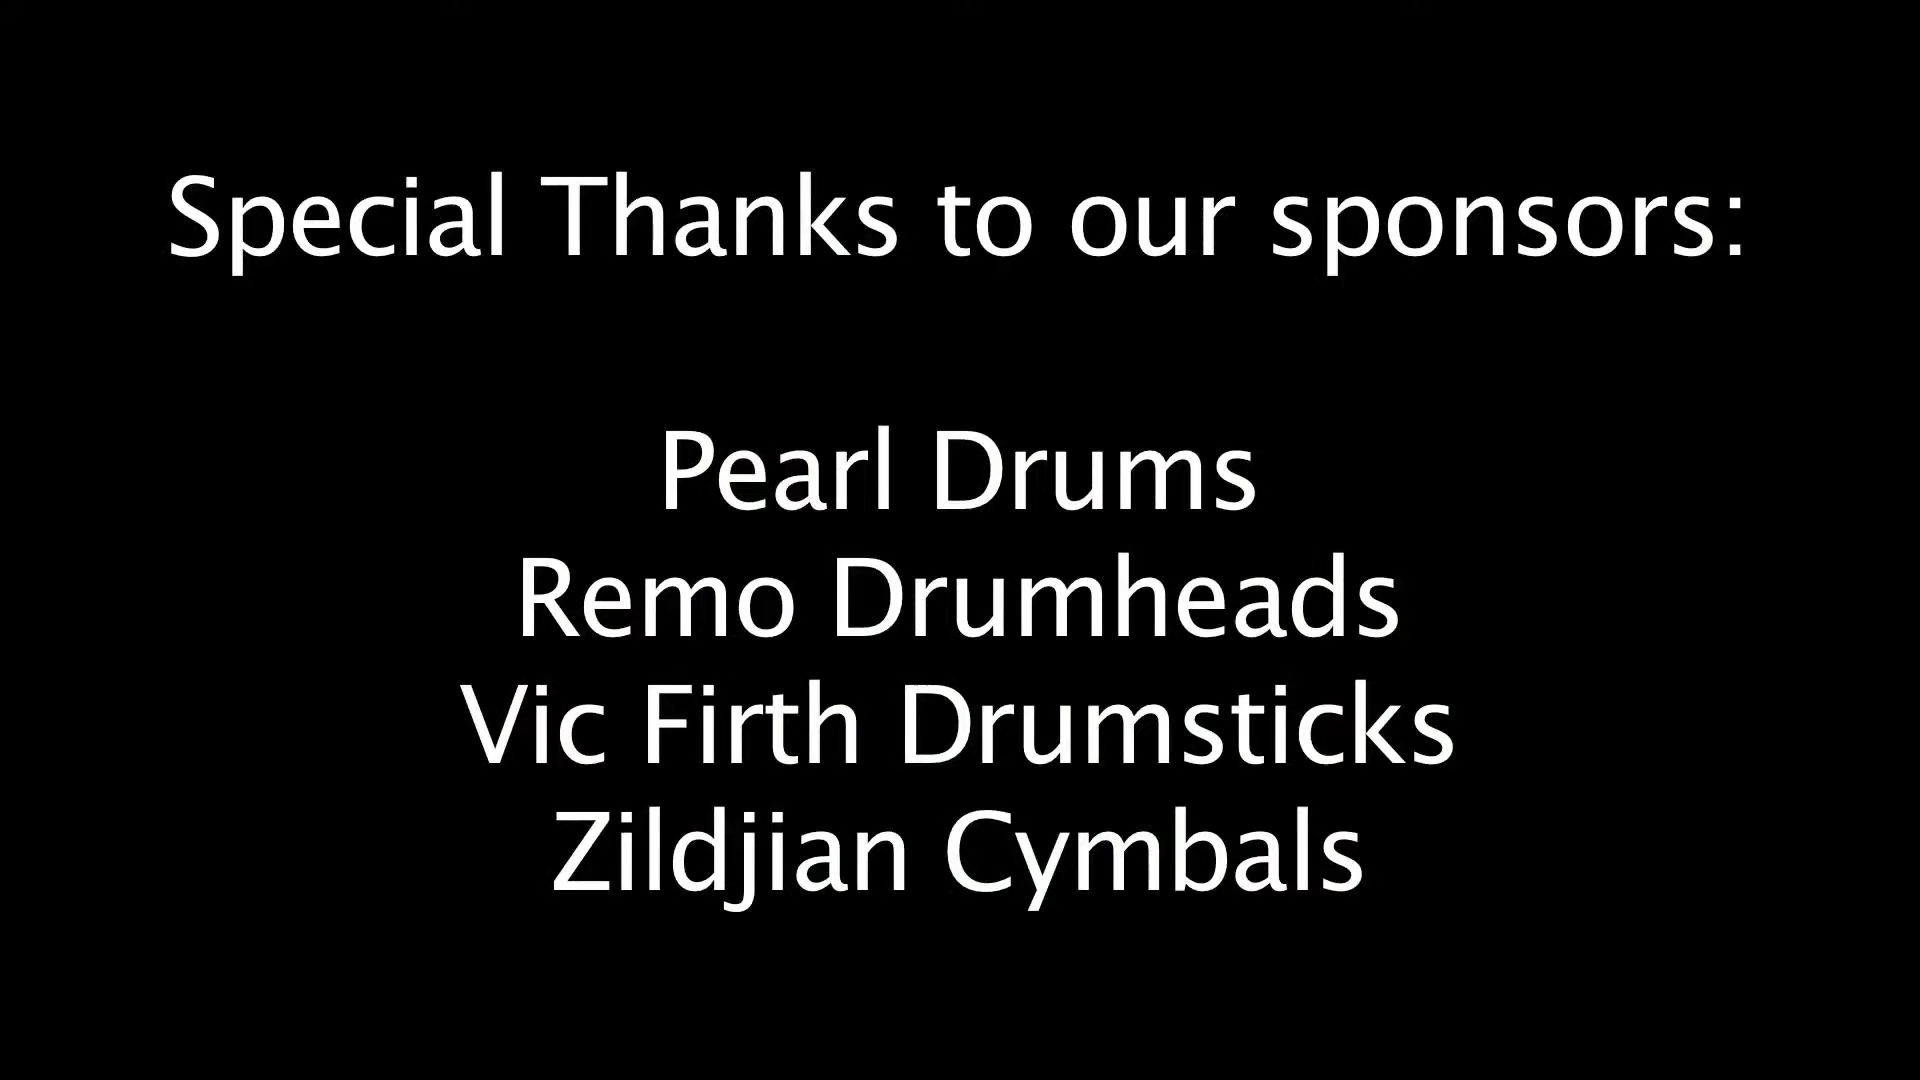 Special Thanks to our sponsors:
Pearl Drums
Remo Drumheads
Vic Firth Drumsticks
Zildjian Cymbals